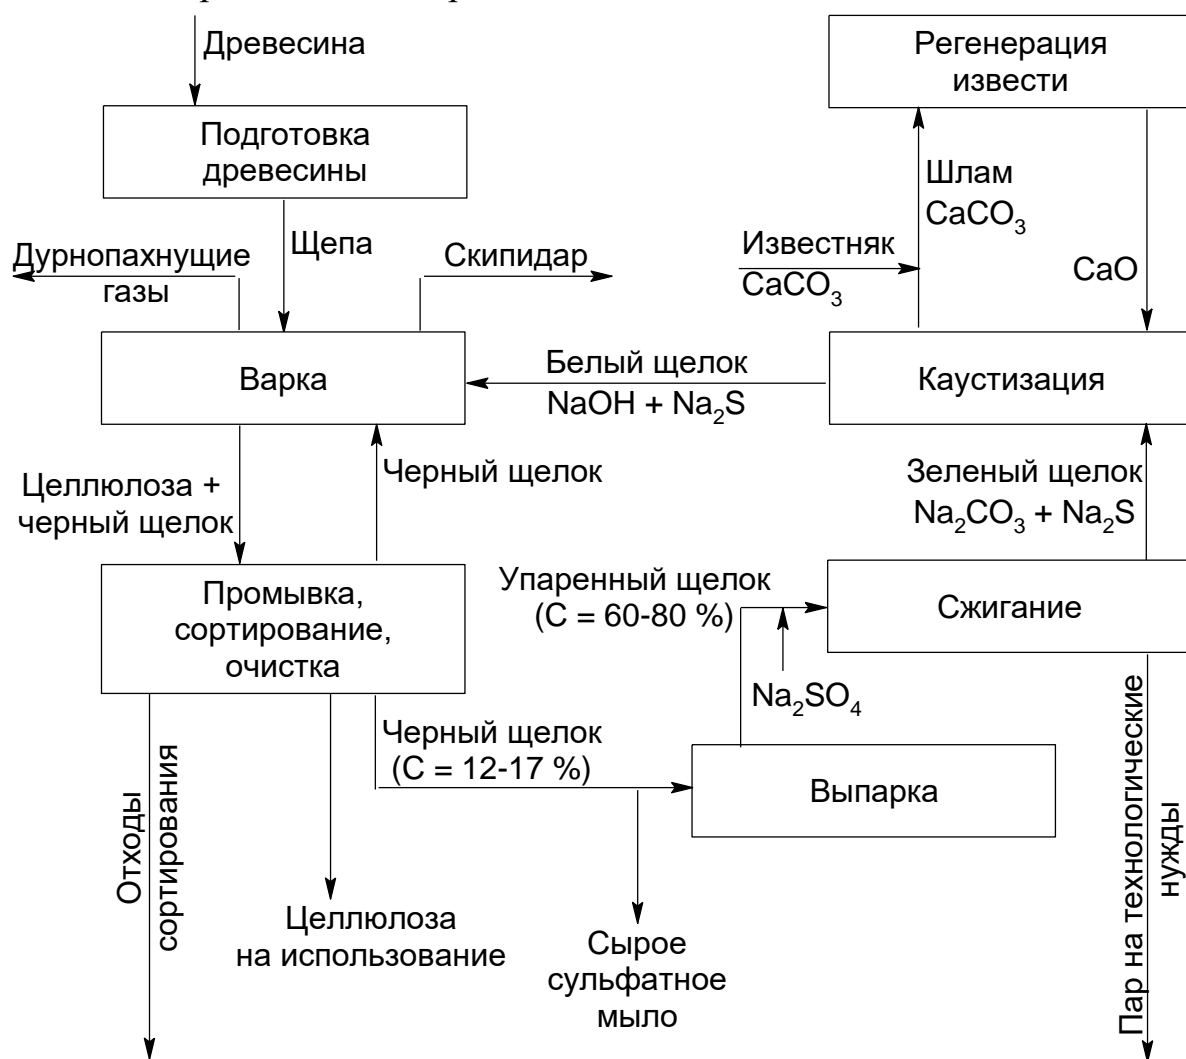 Древесина
Подготовка
древесины
Щепа
Дурнопахнущие
газы
Скипидар
Варка
Белый щелок
NaOH + Na₂S
Регенерация
извести
Шлам
CaCO₃
Известняк
CaCO₃
CaO
Каустизация
Целлюлоза +
черный щелок
Черный щелок
Зеленый щелок
Na₂CO₃ + Na₂S
Промывка,
сортирование,
очистка
Упаренный щелок
(С = 60-80 %)
Сжигание
Na₂SO₄
Черный щелок
(С = 12-17 %)
Выпарка
Отходы
сортирования
Целлюлоза
на использование
Сырое
сульфатное
мыло
Пар на технологические
нужды